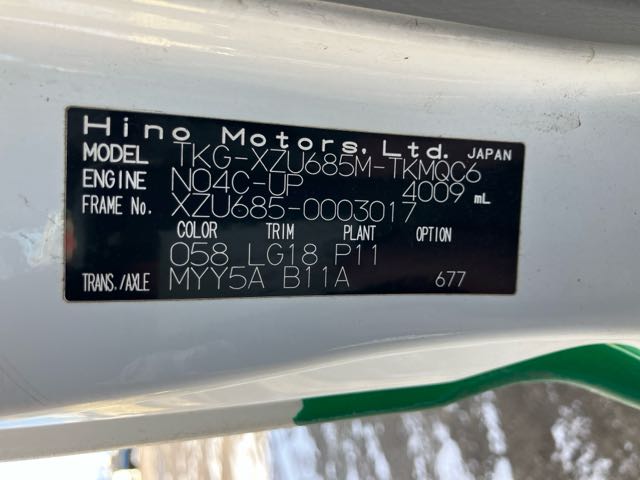 Hino Motors, Ltd. JAPAN
MODEL TKG-XZU685M-TKMQC6
ENGINE N04C-UP 4009 mL
FRAME No. XZU685-0003017
COLOR TRIM PLANT OPTION
058 LG18 P11
TRANS./AXLE MYY5A B11A 677